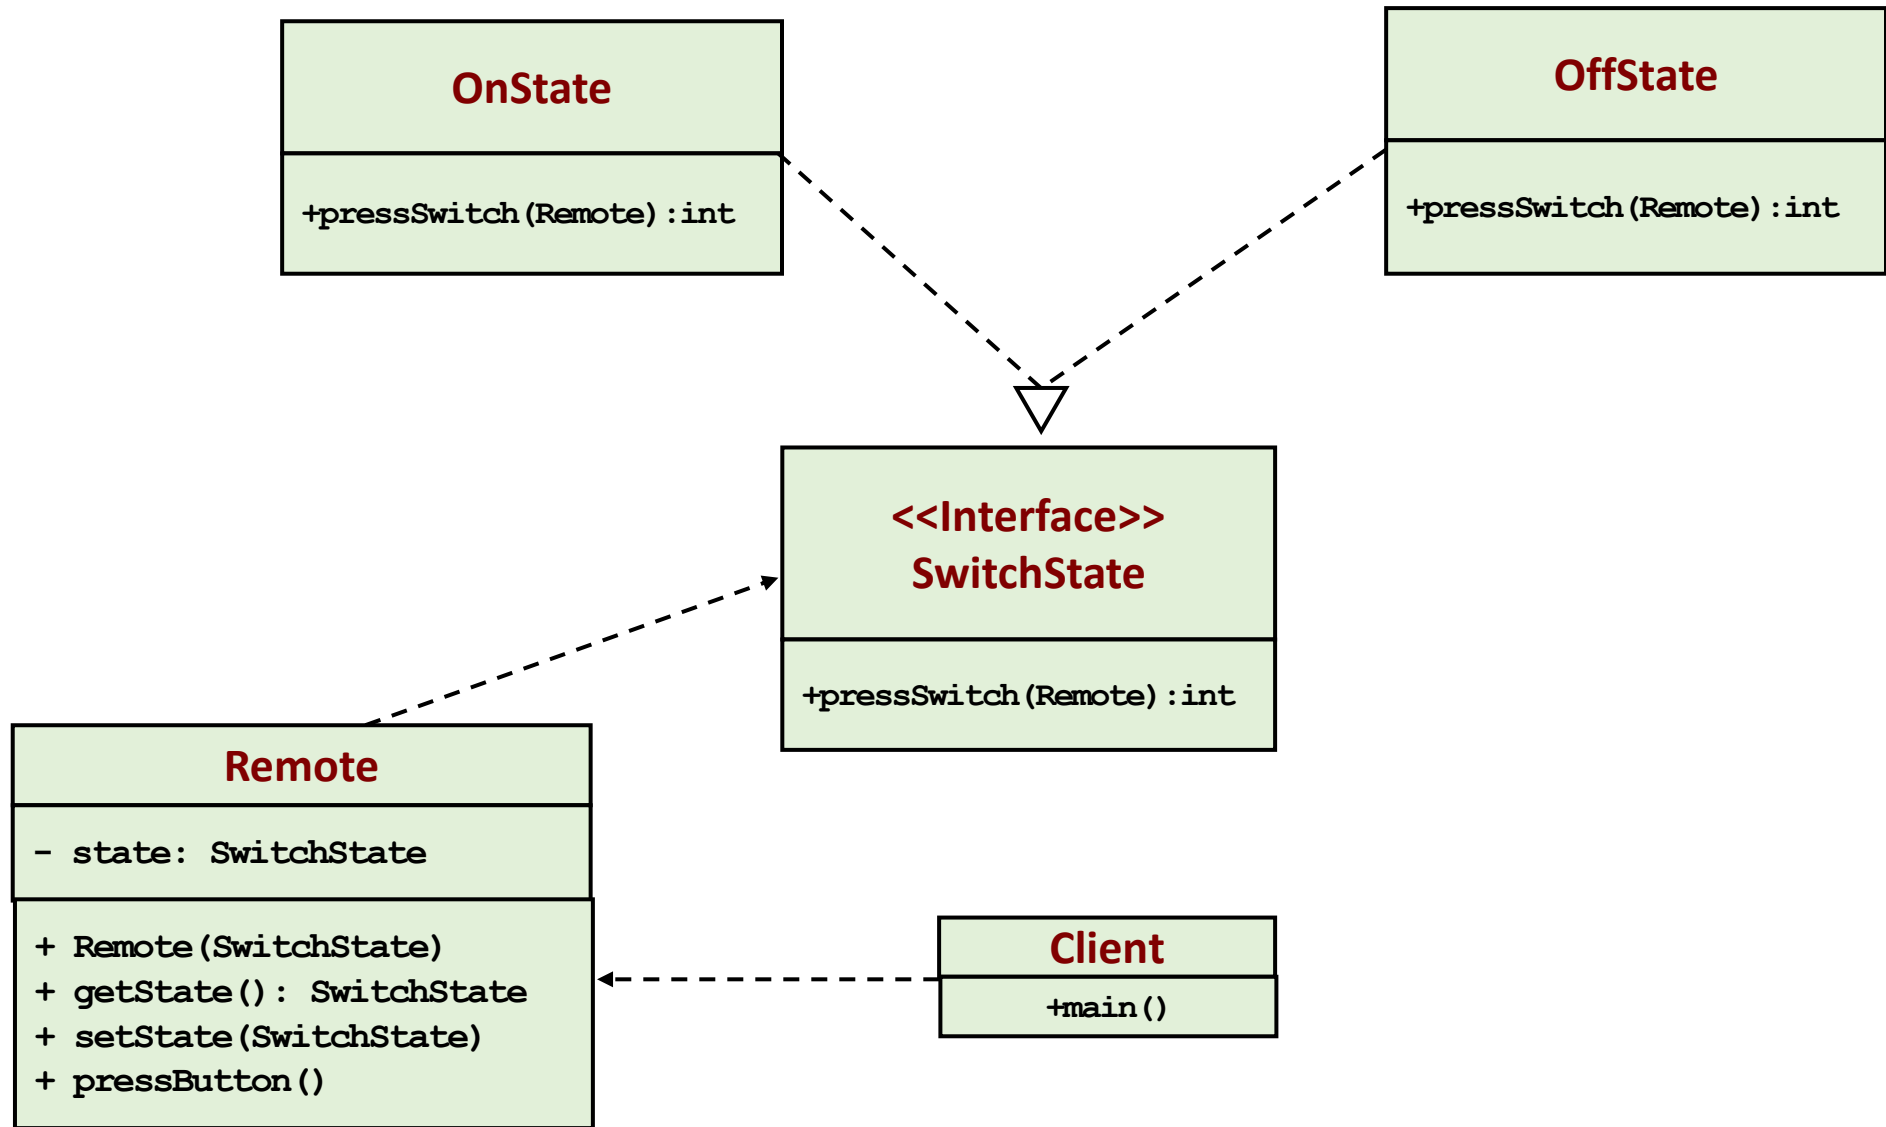 OnState
+pressSwitch(Remote):int
OffState
+pressSwitch(Remote):int
<<Interface>>
SwitchState
+pressSwitch(Remote):int
Remote
- state: SwitchState
+ Remote(SwitchState)
+ getState(): SwitchState
+ setState(SwitchState)
+ pressButton()
Client
+main()